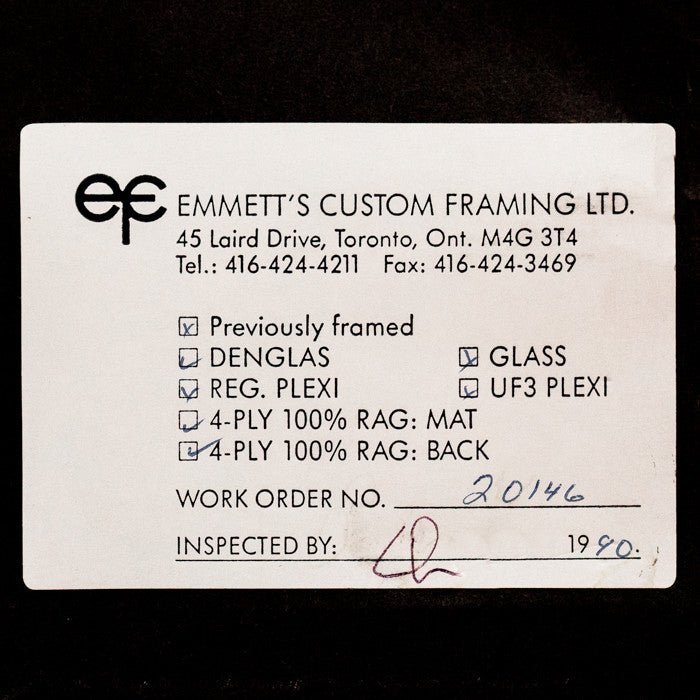 ef EMMETT'S CUSTOM FRAMING LTD.
45 Laird Drive, Toronto, Ont. M4G 3T4
Tel.: 416-424-4211 Fax: 416-424-3469
☒ Previously framed
☑ DENGLAS ☒ GLASS
☑ REG. PLEXI ☑ UF3 PLEXI
☑ 4-PLY 100% RAG: MAT
☑ 4-PLY 100% RAG: BACK
WORK ORDER NO. 20146
INSPECTED BY: 1990.